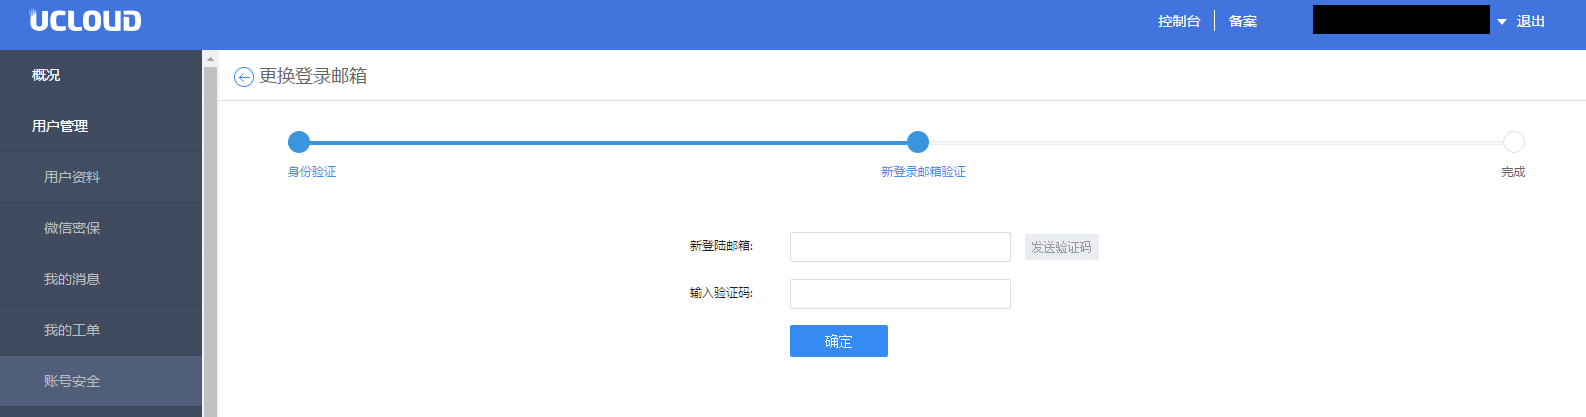 UCLOUD
控制台
备案
退出
概况
用户管理
用户资料
微信密保
我的消息
我的工单
账号安全
更换登录邮箱
身份验证
新登录邮箱验证
完成
新登陆邮箱:
发送验证码
输入验证码:
确定